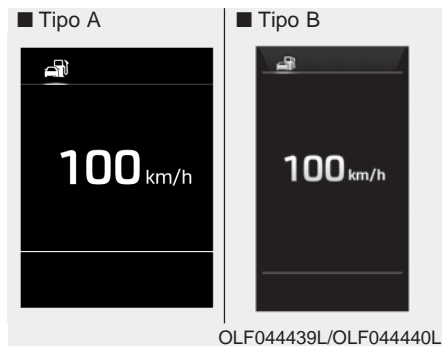 ■ Tipo A
■ Tipo B
100 km/h
100 km/h
OLF044439L/OLF044440L